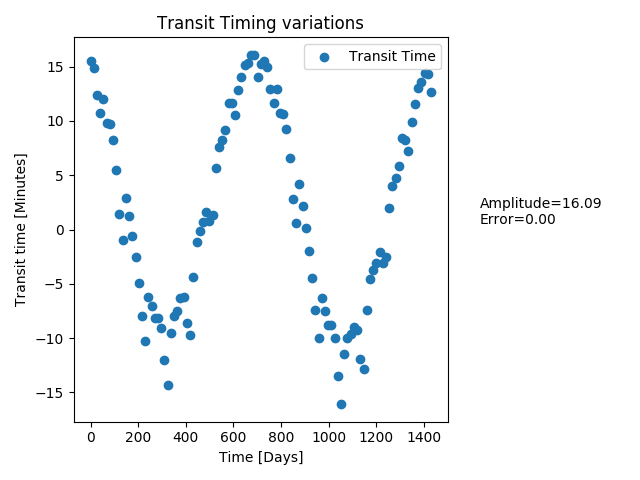 Transit Timing variations
Transit Time
15
10
5
0
−5
−10
−15
Transit time [Minutes]
0 200 400 600 800 1000 1200 1400
Time [Days]
Amplitude=16.09
Error=0.00